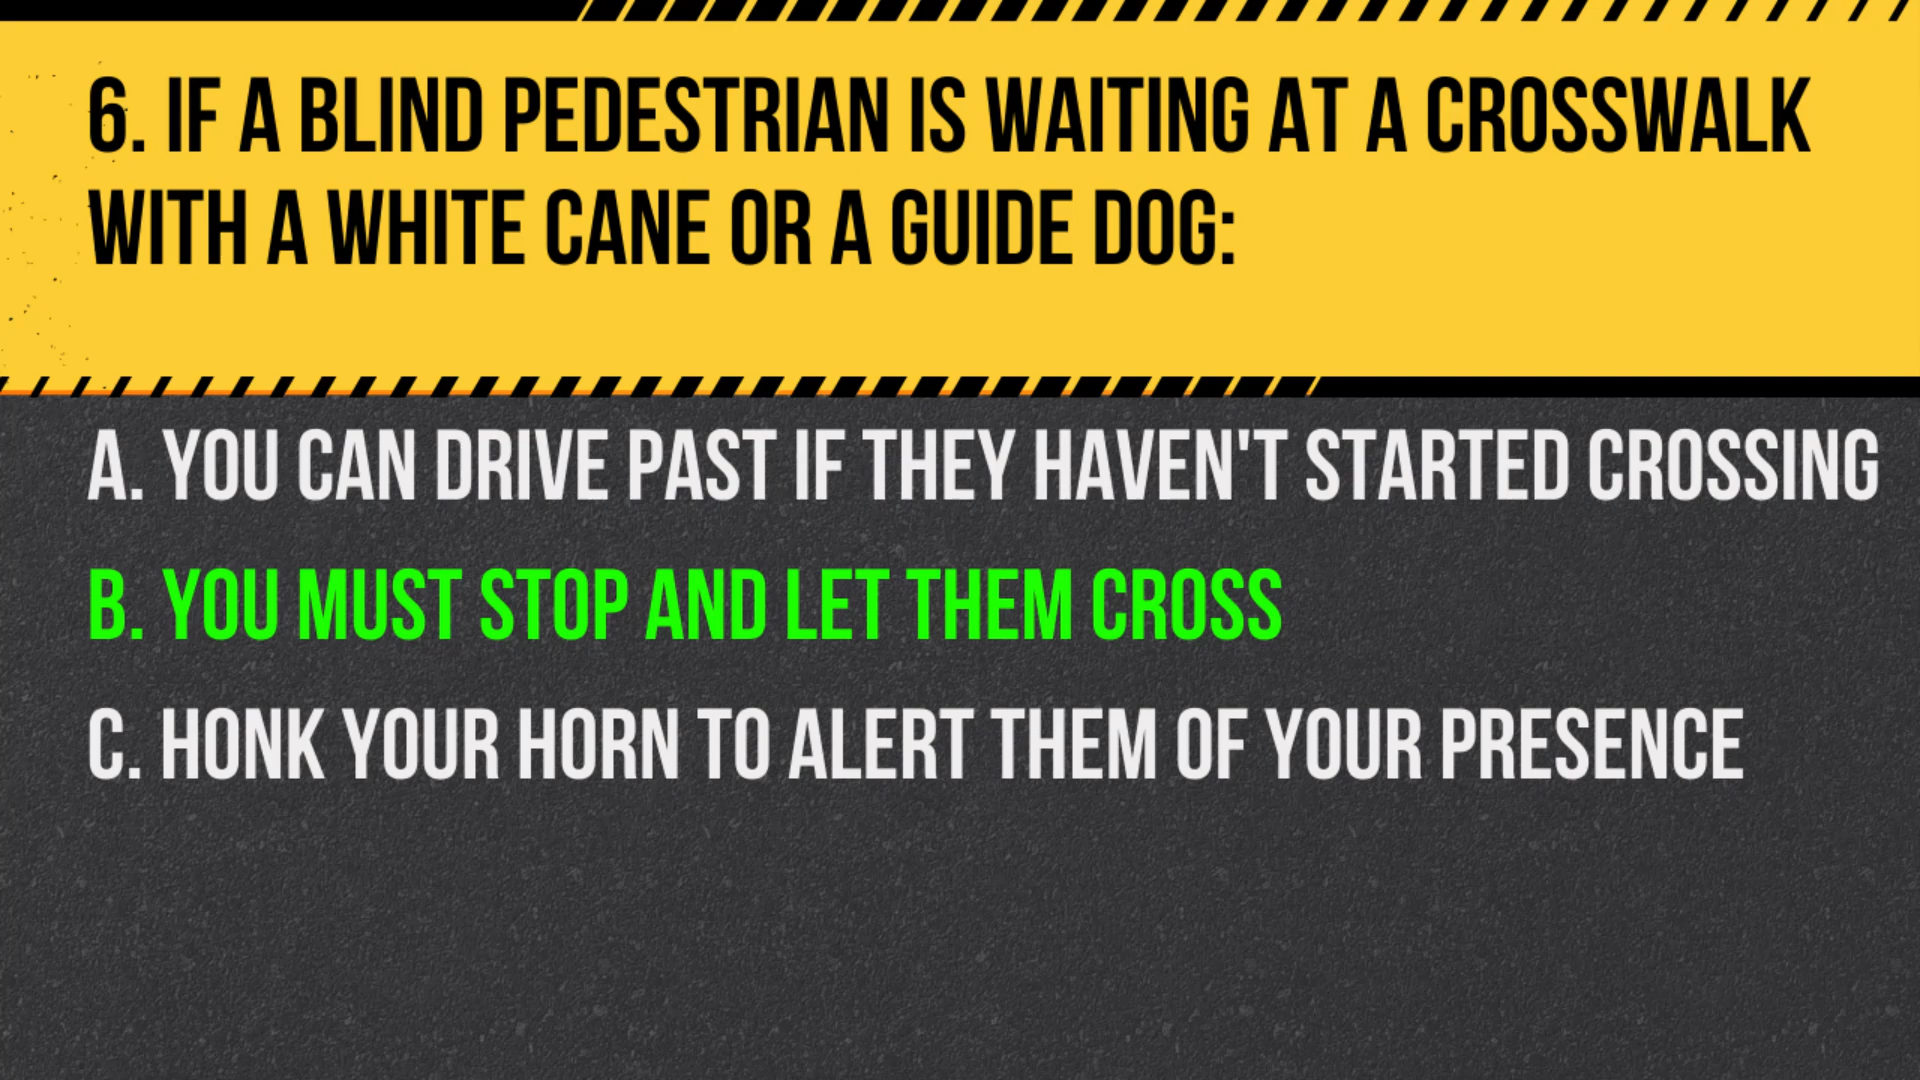 6. IF A BLIND PEDESTRIAN IS WAITING AT A CROSSWALK
WITH A WHITE CANE OR A GUIDE DOG:
A. YOU CAN DRIVE PAST IF THEY HAVEN'T STARTED CROSSING
B. YOU MUST STOP AND LET THEM CROSS
C. HONK YOUR HORN TO ALERT THEM OF YOUR PRESENCE